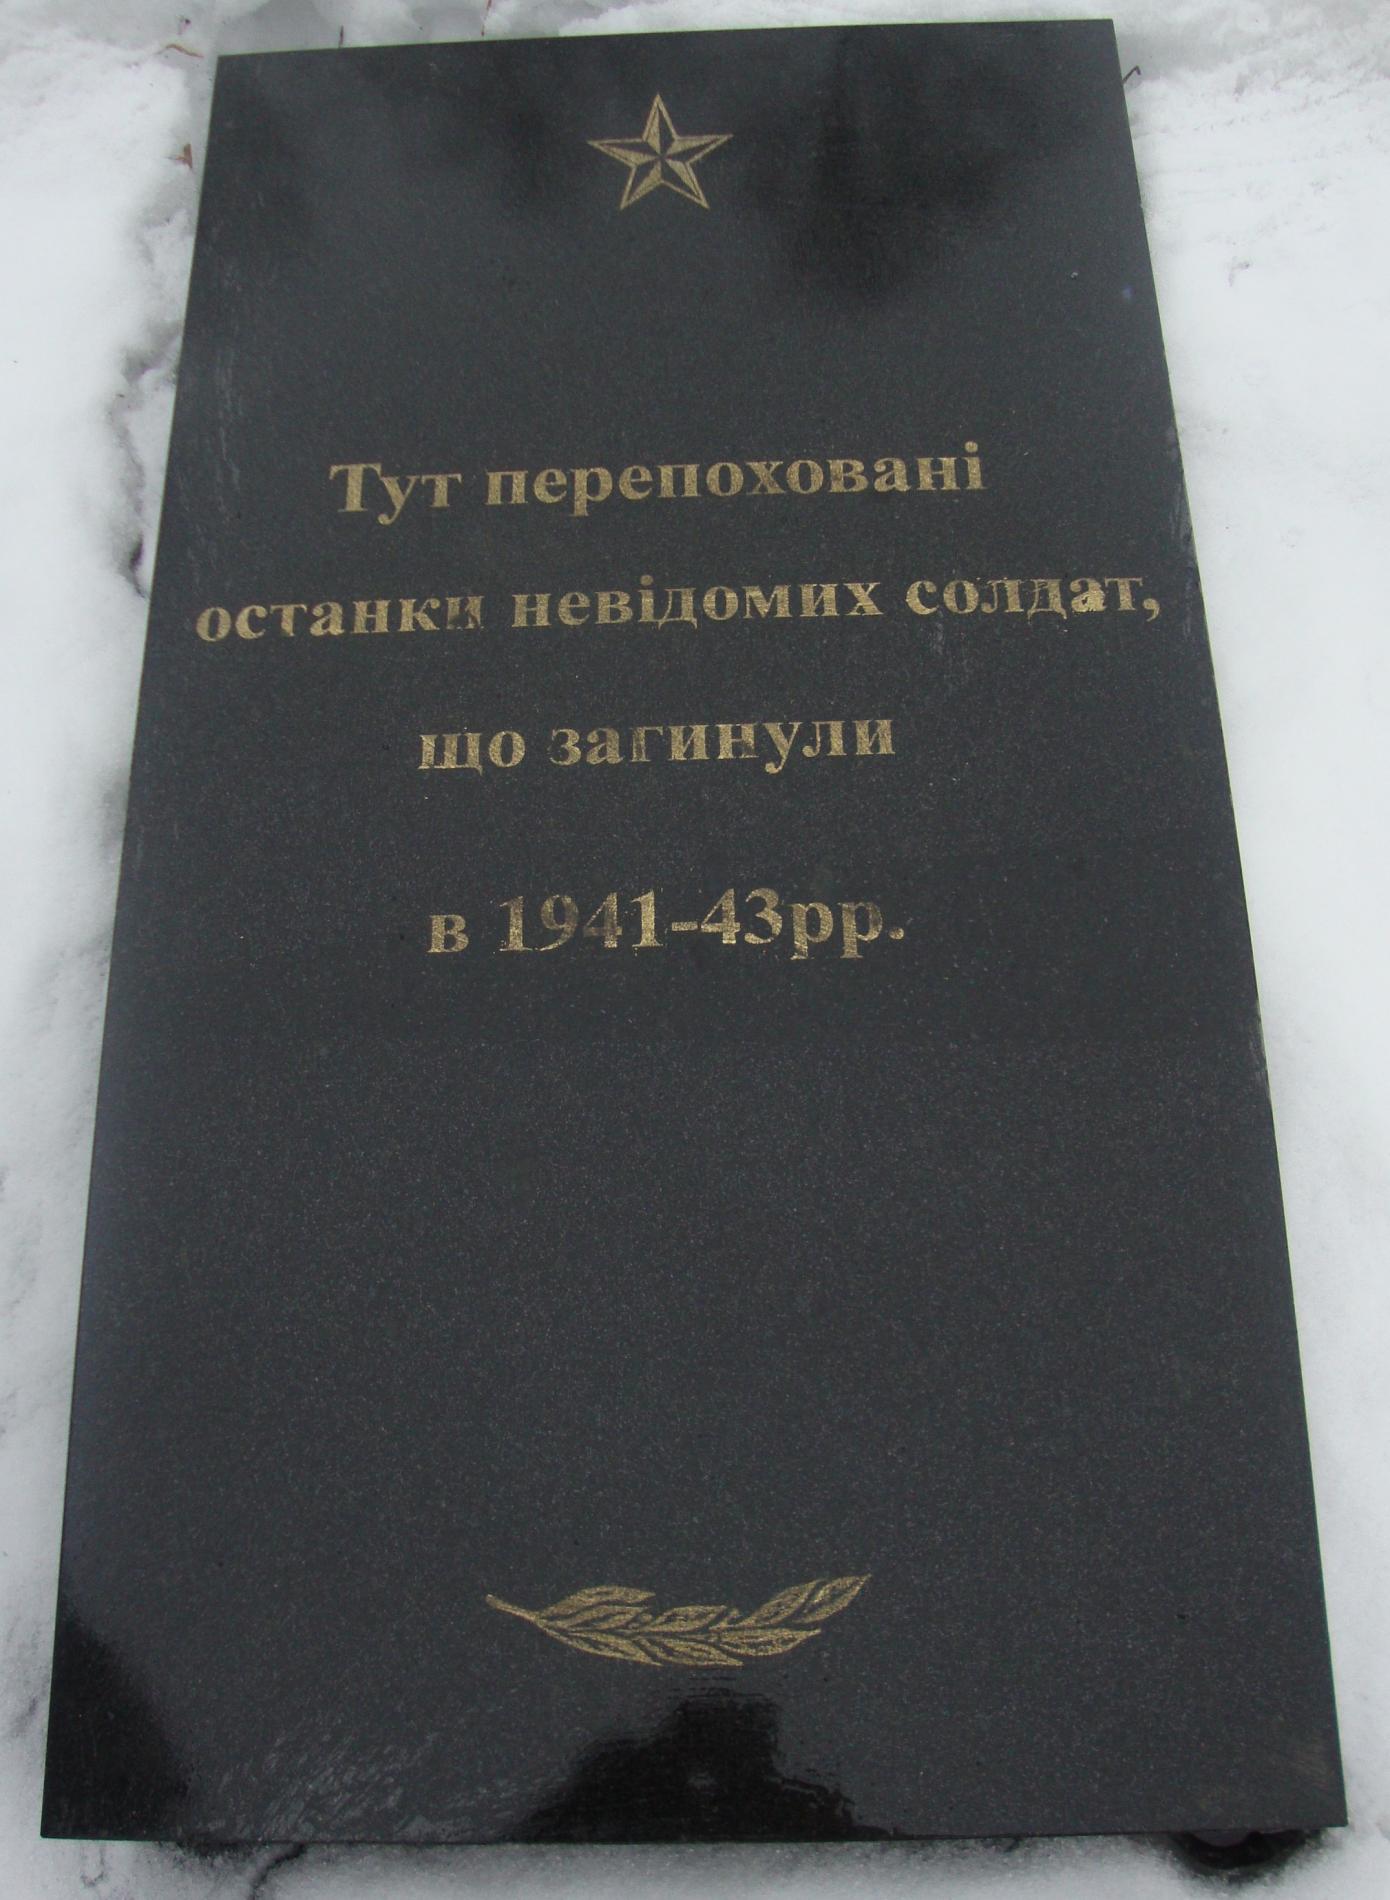 Тут перепоховані
останки невідомих солдат,
що загинули
в 1941-43рр.